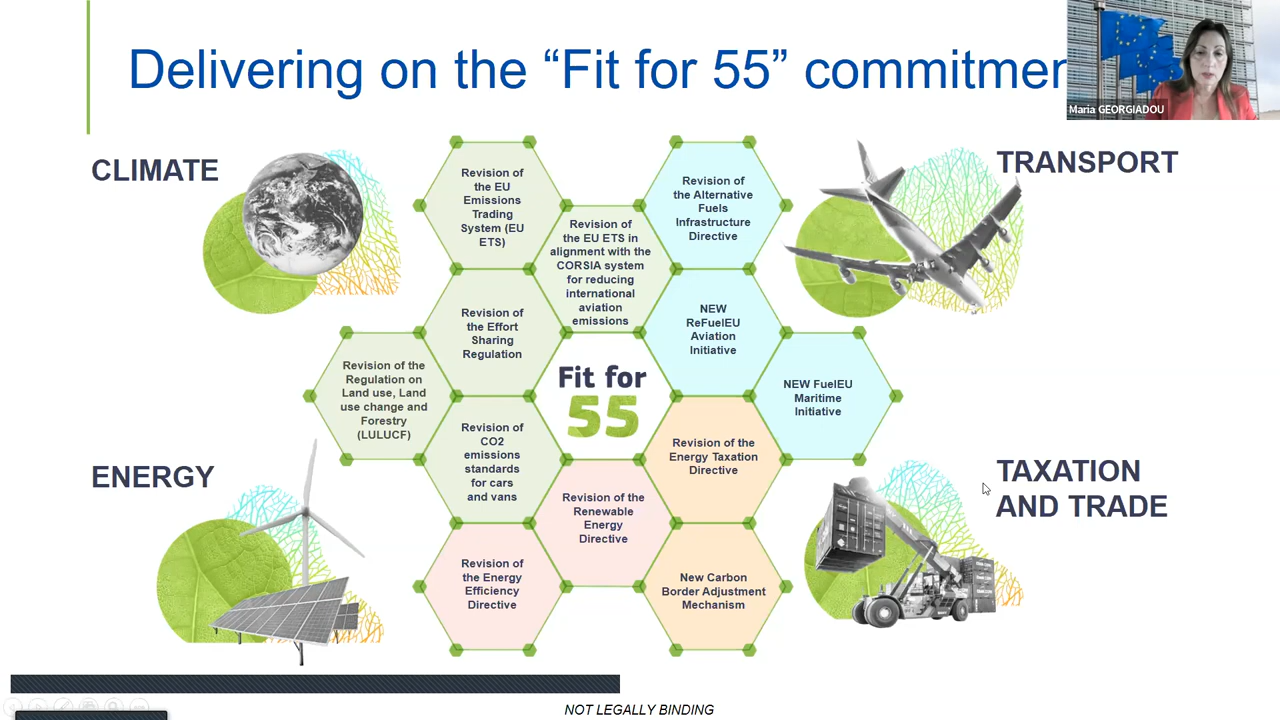 Delivering on the “Fit for 55” commitmen
Maria GEORGIADOU
CLIMATE
TRANSPORT
Revision of
the EU
Emissions
Trading
System (EU
ETS)
Revision of
the EU ETS in
alignment with the
CORSIA system
for reducing
international
aviation
emissions
Revision of
the Alternative
Fuels
Infrastructure
Directive
Revision of
the Effort
Sharing
Regulation
NEW
ReFuelEU
Aviation
Initiative
Revision of the
Regulation on
Land use, Land
use change and
Forestry
(LULUCF)
Fit for
55
NEW FuelEU
Maritime
Initiative
Revision of
CO2
emissions
standards
for cars
and vans
Revision of the
Energy Taxation
Directive
ENERGY
TAXATION
AND TRADE
Revision of the
Renewable
Energy
Directive
Revision of
the Energy
Efficiency
Directive
New Carbon
Border Adjustment
Mechanism
NOT LEGALLY BINDING